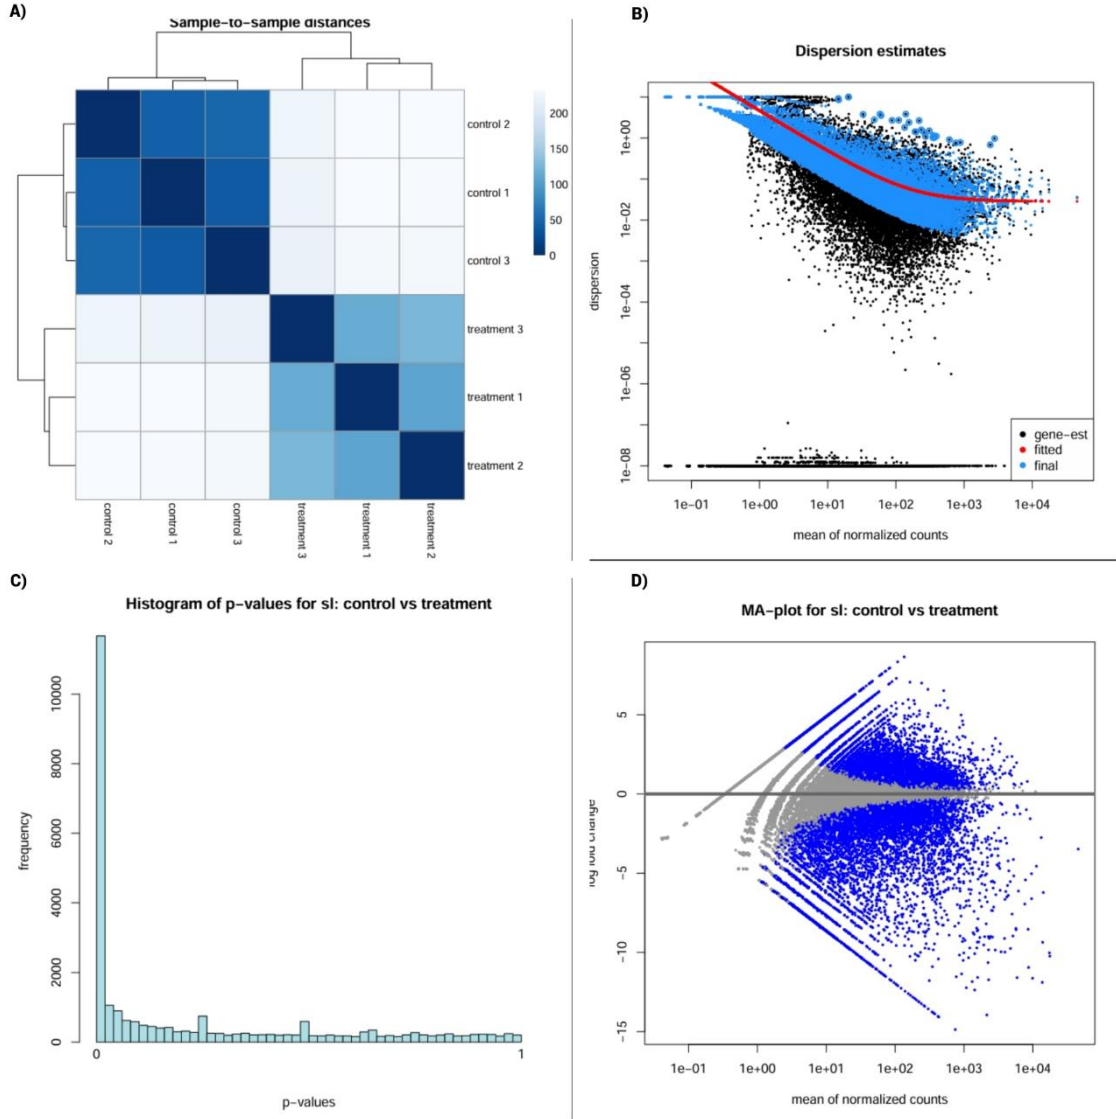 A)
Sample-to-sample distances
control 2
control 1
control 3
treatment 3
treatment 1
treatment 2
200
150
100
50
0
control 2
control 1
control 3
treatment 3
treatment 1
treatment 2
B)
Dispersion estimates
dispersion
1e+00
1e-02
1e-04
1e-06
1e-08
gene-est
fitted
final
1e-01
1e+00
1e+01
1e+02
1e+03
1e+04
mean of normalized counts
C)
Histogram of p-values for sl: control vs treatment
frequency
10000
8000
6000
4000
2000
0
0
1
p-values
D)
MA-plot for sl: control vs treatment
log fold change
5
0
-5
-10
-15
1e-01
1e+00
1e+01
1e+02
1e+03
1e+04
mean of normalized counts